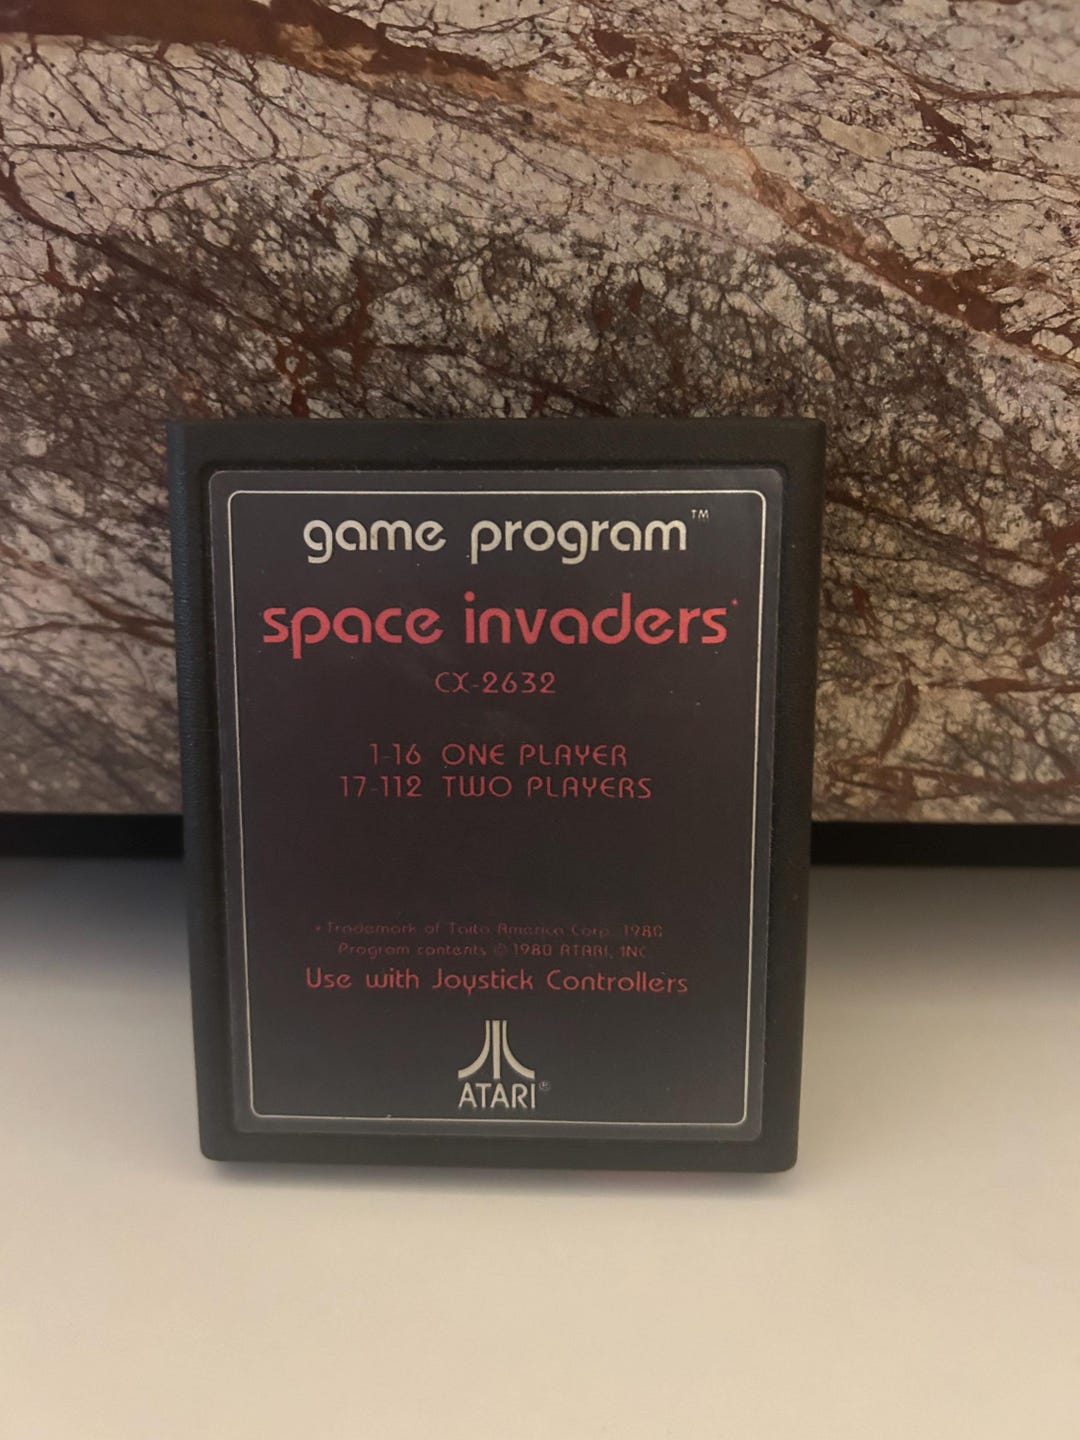 game program™
space invaders*
CX-2632
1-16 ONE PLAYER
17-112 TWO PLAYERS
*Trademark of Taito America Corp. 1980
Program contents © 1980 ATARI, INC.
Use with Joystick Controllers
ATARI®